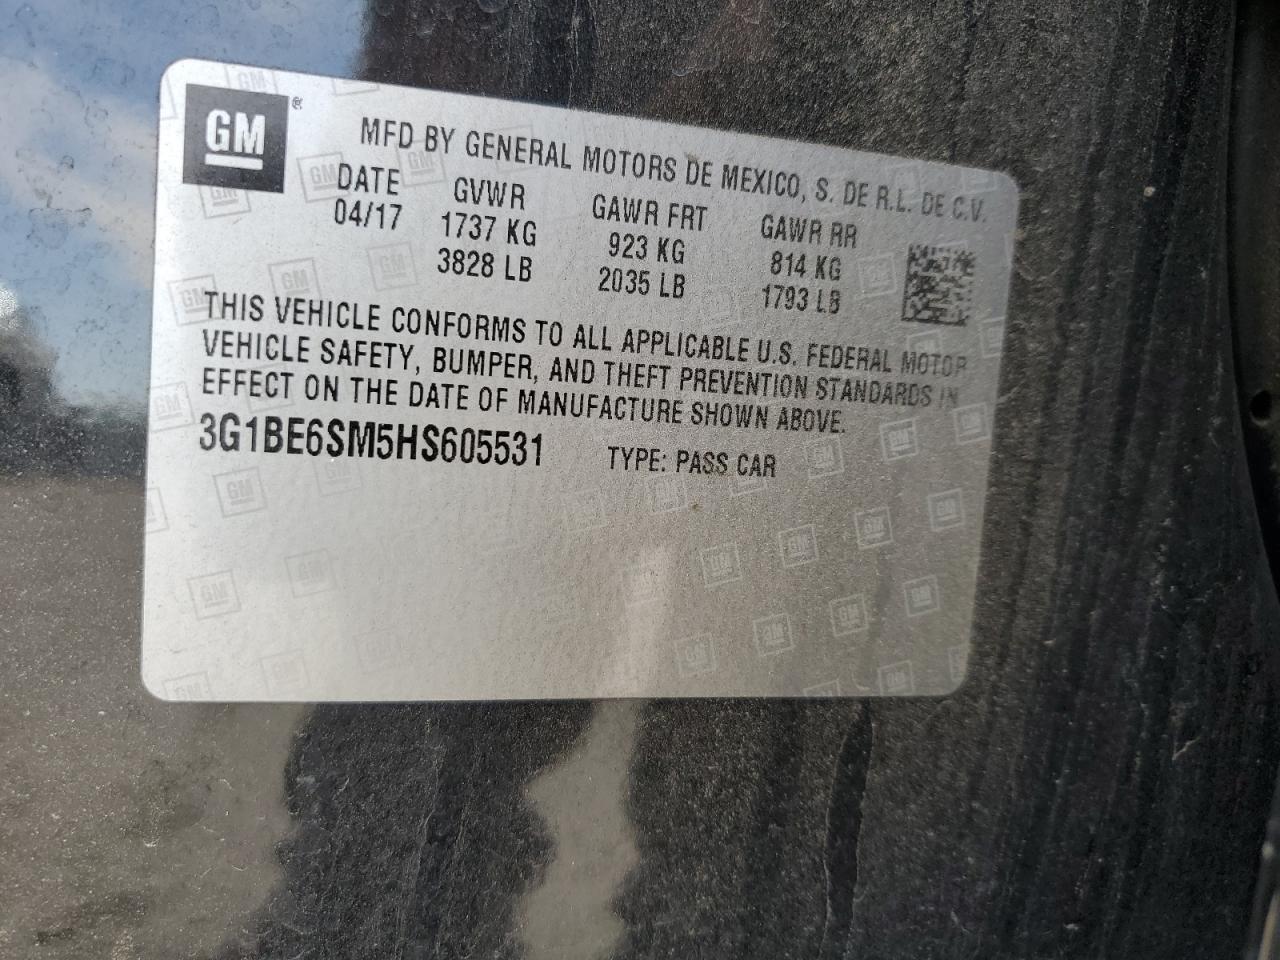 GM ®
MFD BY GENERAL MOTORS DE MEXICO, S. DE R.L. DE C.V.
DATE GVWR GAWR FRT GAWR RR
04/17 1737 KG 923 KG 814 KG
3828 LB 2035 LB 1793 LB
THIS VEHICLE CONFORMS TO ALL APPLICABLE U.S. FEDERAL MOTOR
VEHICLE SAFETY, BUMPER, AND THEFT PREVENTION STANDARDS IN
EFFECT ON THE DATE OF MANUFACTURE SHOWN ABOVE.
3G1BE6SM5HS605531 TYPE: PASS CAR